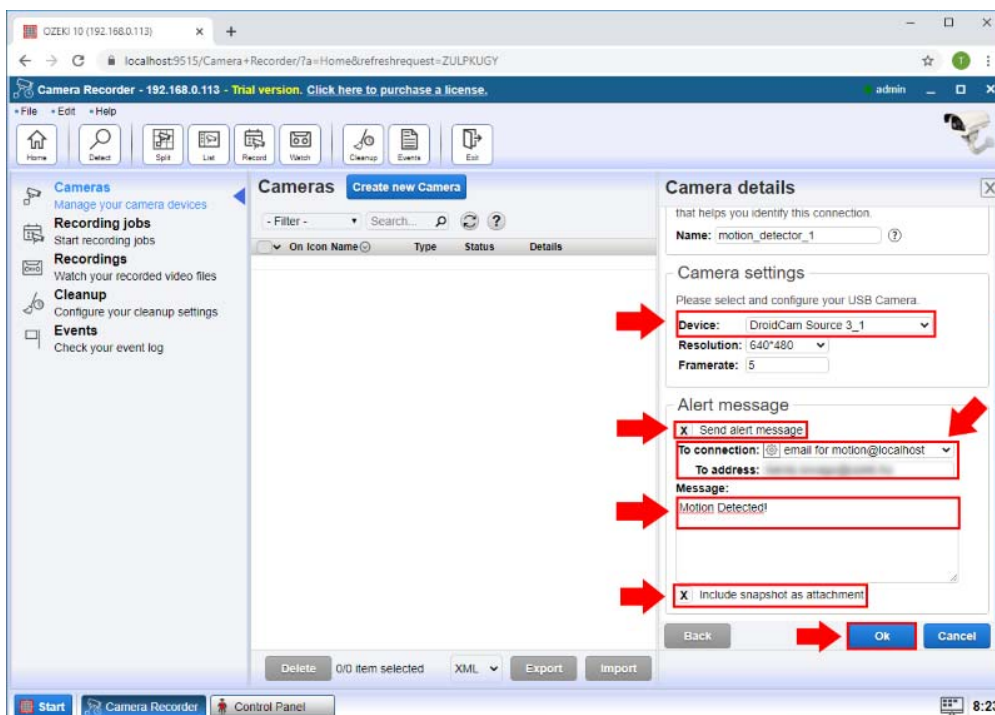 OZEKI 10 (192.168.0.113)
localhost:9515/Camera+Recorder/?a=Home&refreshrequest=ZULPKUGY
T
Camera Recorder - 192.168.0.113 - Trial version. Click here to purchase a license.
admin
File Edit Help
Home Detect Split List Record Watch Cleanup Events Exit
Cameras
Manage your camera devices
Recording jobs
Start recording jobs
Recordings
Watch your recorded video files
Cleanup
Configure your cleanup settings
Events
Check your event log
Cameras Create new Camera
- Filter - Search... ?
On Icon Name Type Status Details
Delete 0/0 item selected XML Export Import
Camera details X
that helps you identify this connection.
Name: motion_detector_1 ?
Camera settings
Please select and configure your USB Camera.
Device: DroidCam Source 3_1
Resolution: 640*480
Framerate: 5
Alert message
X Send alert message
To connection: email for motion@localhost
To address:
Message:
Motion Detected!
X Include snapshot as attachment
Back Ok Cancel
Start Camera Recorder Control Panel
8:23